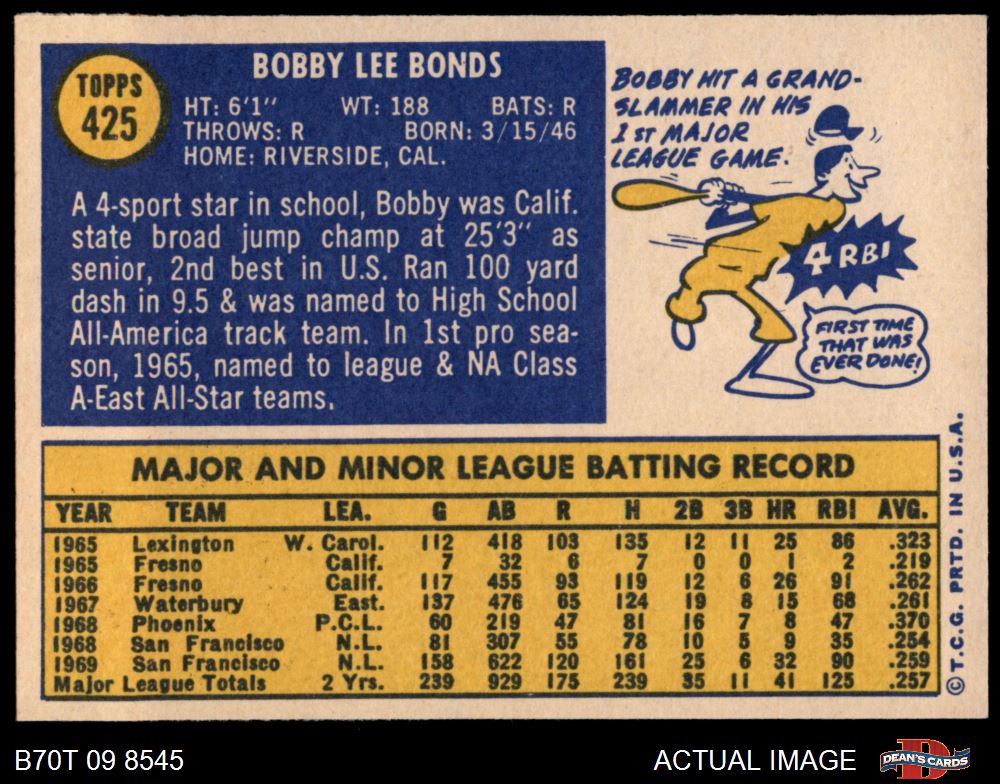 TOPPS
425
BOBBY LEE BONDS
HT: 6'1" WT: 188 BATS: R
THROWS: R BORN: 3/15/46
HOME: RIVERSIDE, CAL.
A 4-sport star in school, Bobby was Calif.
state broad jump champ at 25'3" as
senior, 2nd best in U.S. Ran 100 yard
dash in 9.5 & was named to High School
All-America track team. In 1st pro sea-
son, 1965, named to league & NA Class
A-East All-Star teams.
BOBBY HIT A GRAND-
SLAMMER IN HIS
1 ST MAJOR
LEAGUE GAME.
4 RBI
FIRST TIME
THAT WAS
EVER DONE!
MAJOR AND MINOR LEAGUE BATTING RECORD
YEAR TEAM LEA. G AB R H 2B 3B HR RBI AVG.
1965 Lexington W. Carol. 112 418 103 135 12 11 25 86 .323
1965 Fresno Calif. 7 32 6 7 0 0 1 2 .219
1966 Fresno Calif. 117 455 93 119 12 6 26 91 .262
1967 Waterbury East. 137 476 65 124 19 8 15 68 .261
1968 Phoenix P.C.L. 60 219 47 81 16 7 8 47 .370
1968 San Francisco N.L. 81 307 55 78 10 5 9 35 .254
1969 San Francisco N.L. 158 622 120 161 25 6 32 90 .259
Major League Totals 2 Yrs. 239 929 175 239 35 11 41 125 .257
© T.C.G. PRTD. IN U.S.A.
B70T 09 8545
ACTUAL IMAGE
D
DEAN'S CARDS